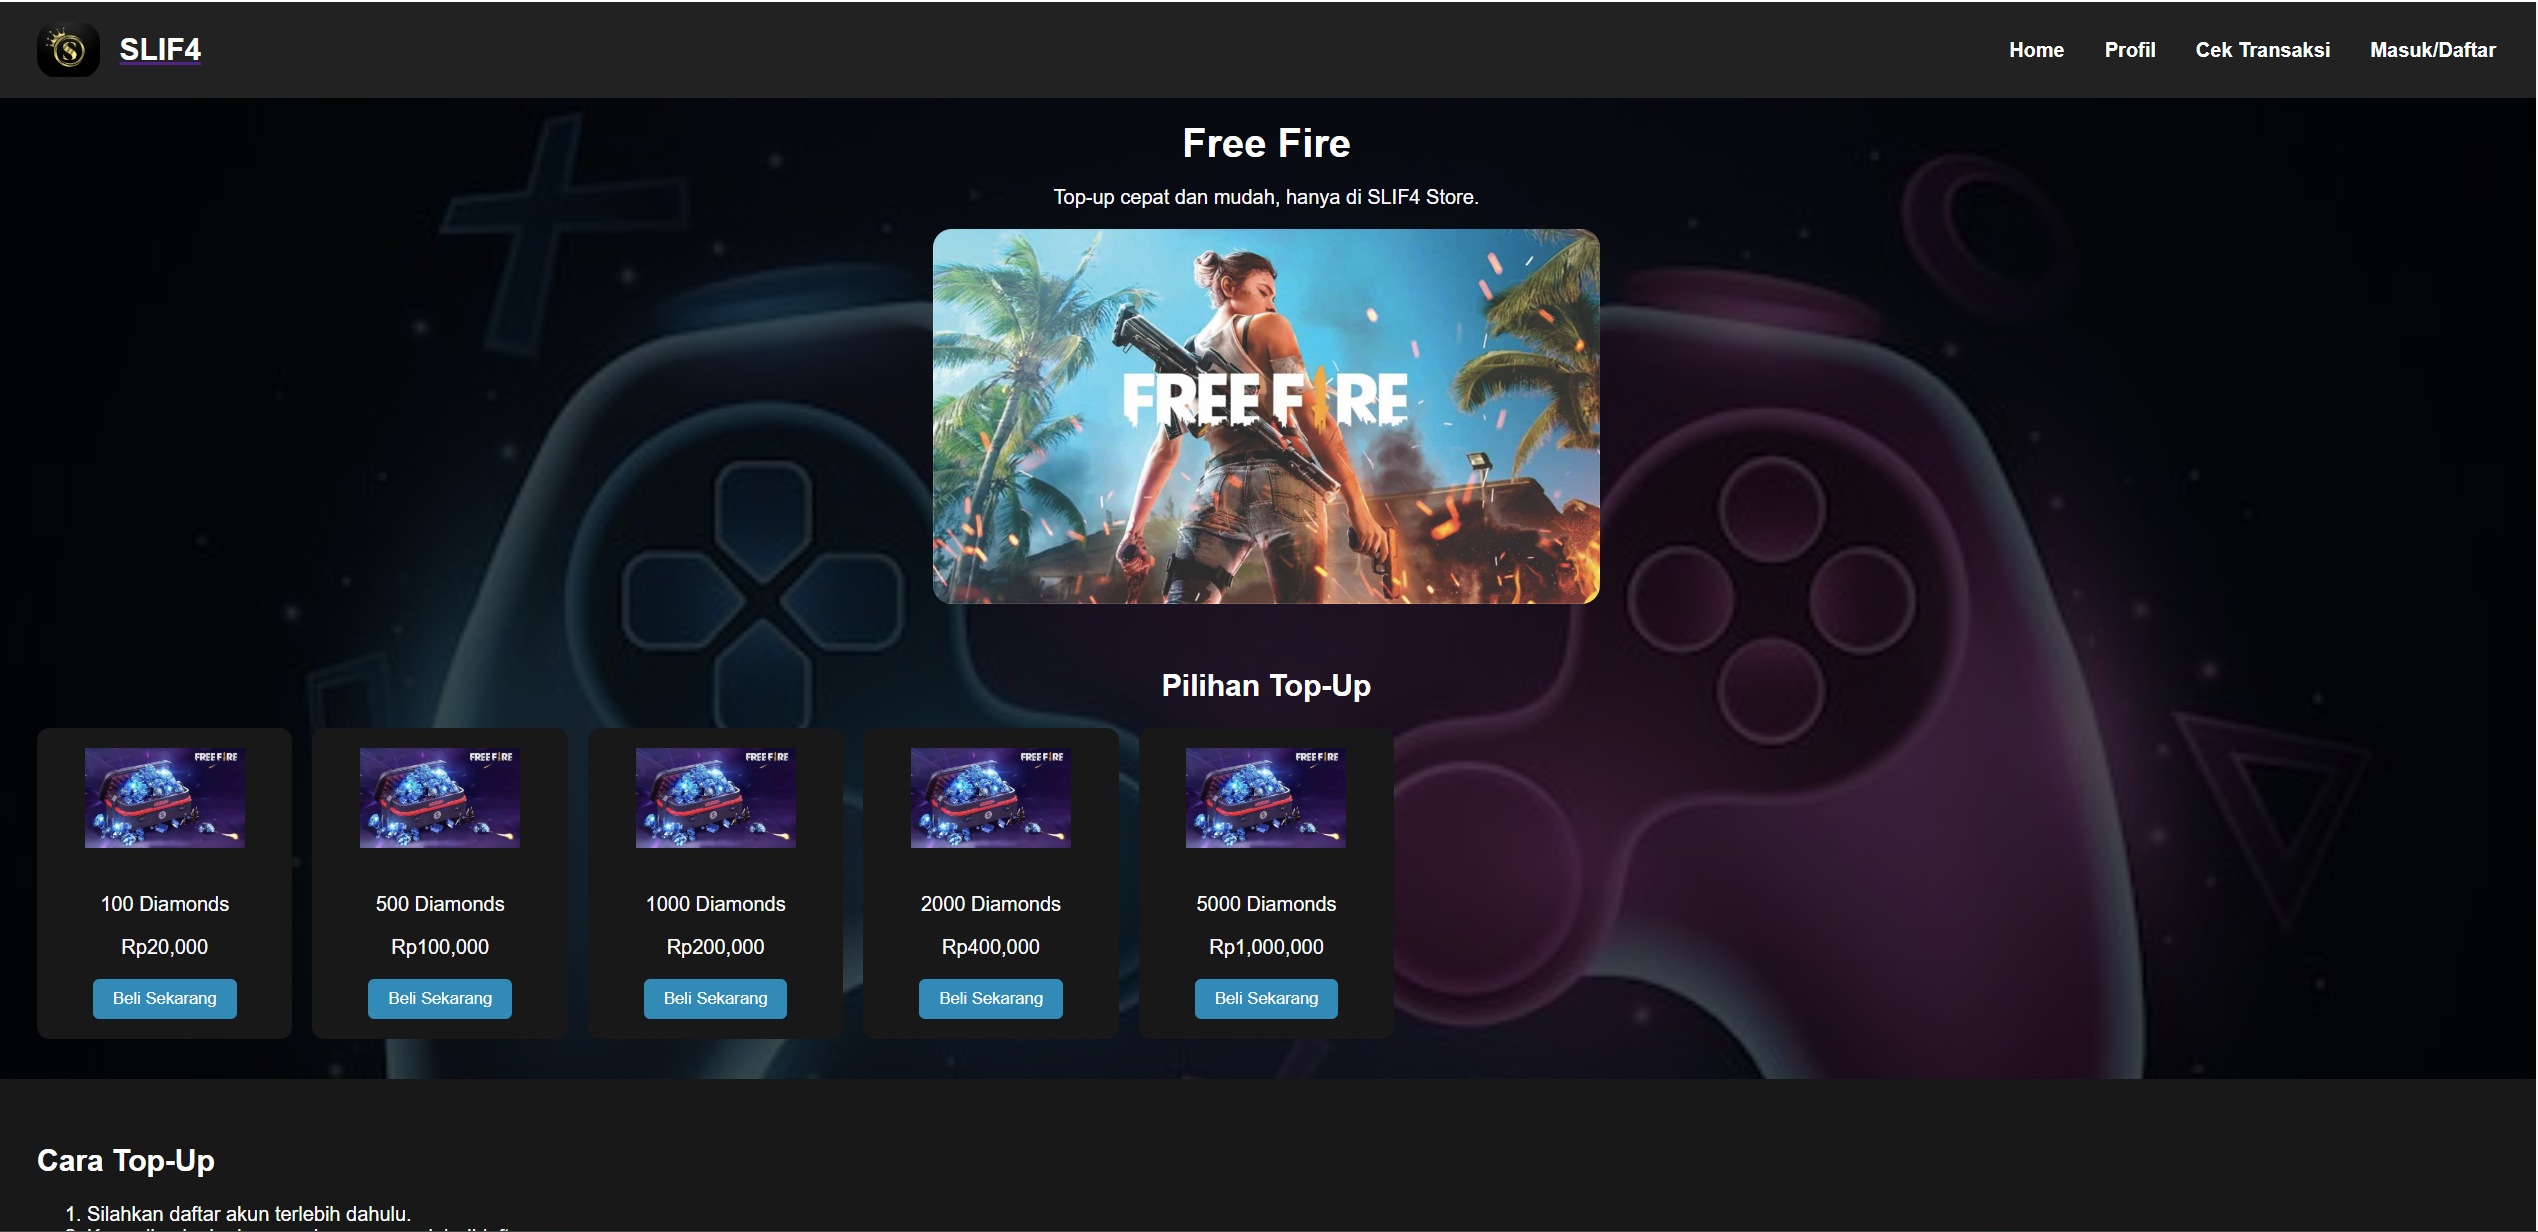 SLIF4
Home Profil Cek Transaksi Masuk/Daftar
Free Fire
Top-up cepat dan mudah, hanya di SLIF4 Store.
FREE FIRE
Pilihan Top-Up
FREE FIRE
100 Diamonds
Rp20,000
Beli Sekarang
FREE FIRE
500 Diamonds
Rp100,000
Beli Sekarang
FREE FIRE
1000 Diamonds
Rp200,000
Beli Sekarang
FREE FIRE
2000 Diamonds
Rp400,000
Beli Sekarang
FREE FIRE
5000 Diamonds
Rp1,000,000
Beli Sekarang
Cara Top-Up
1. Silahkan daftar akun terlebih dahulu.